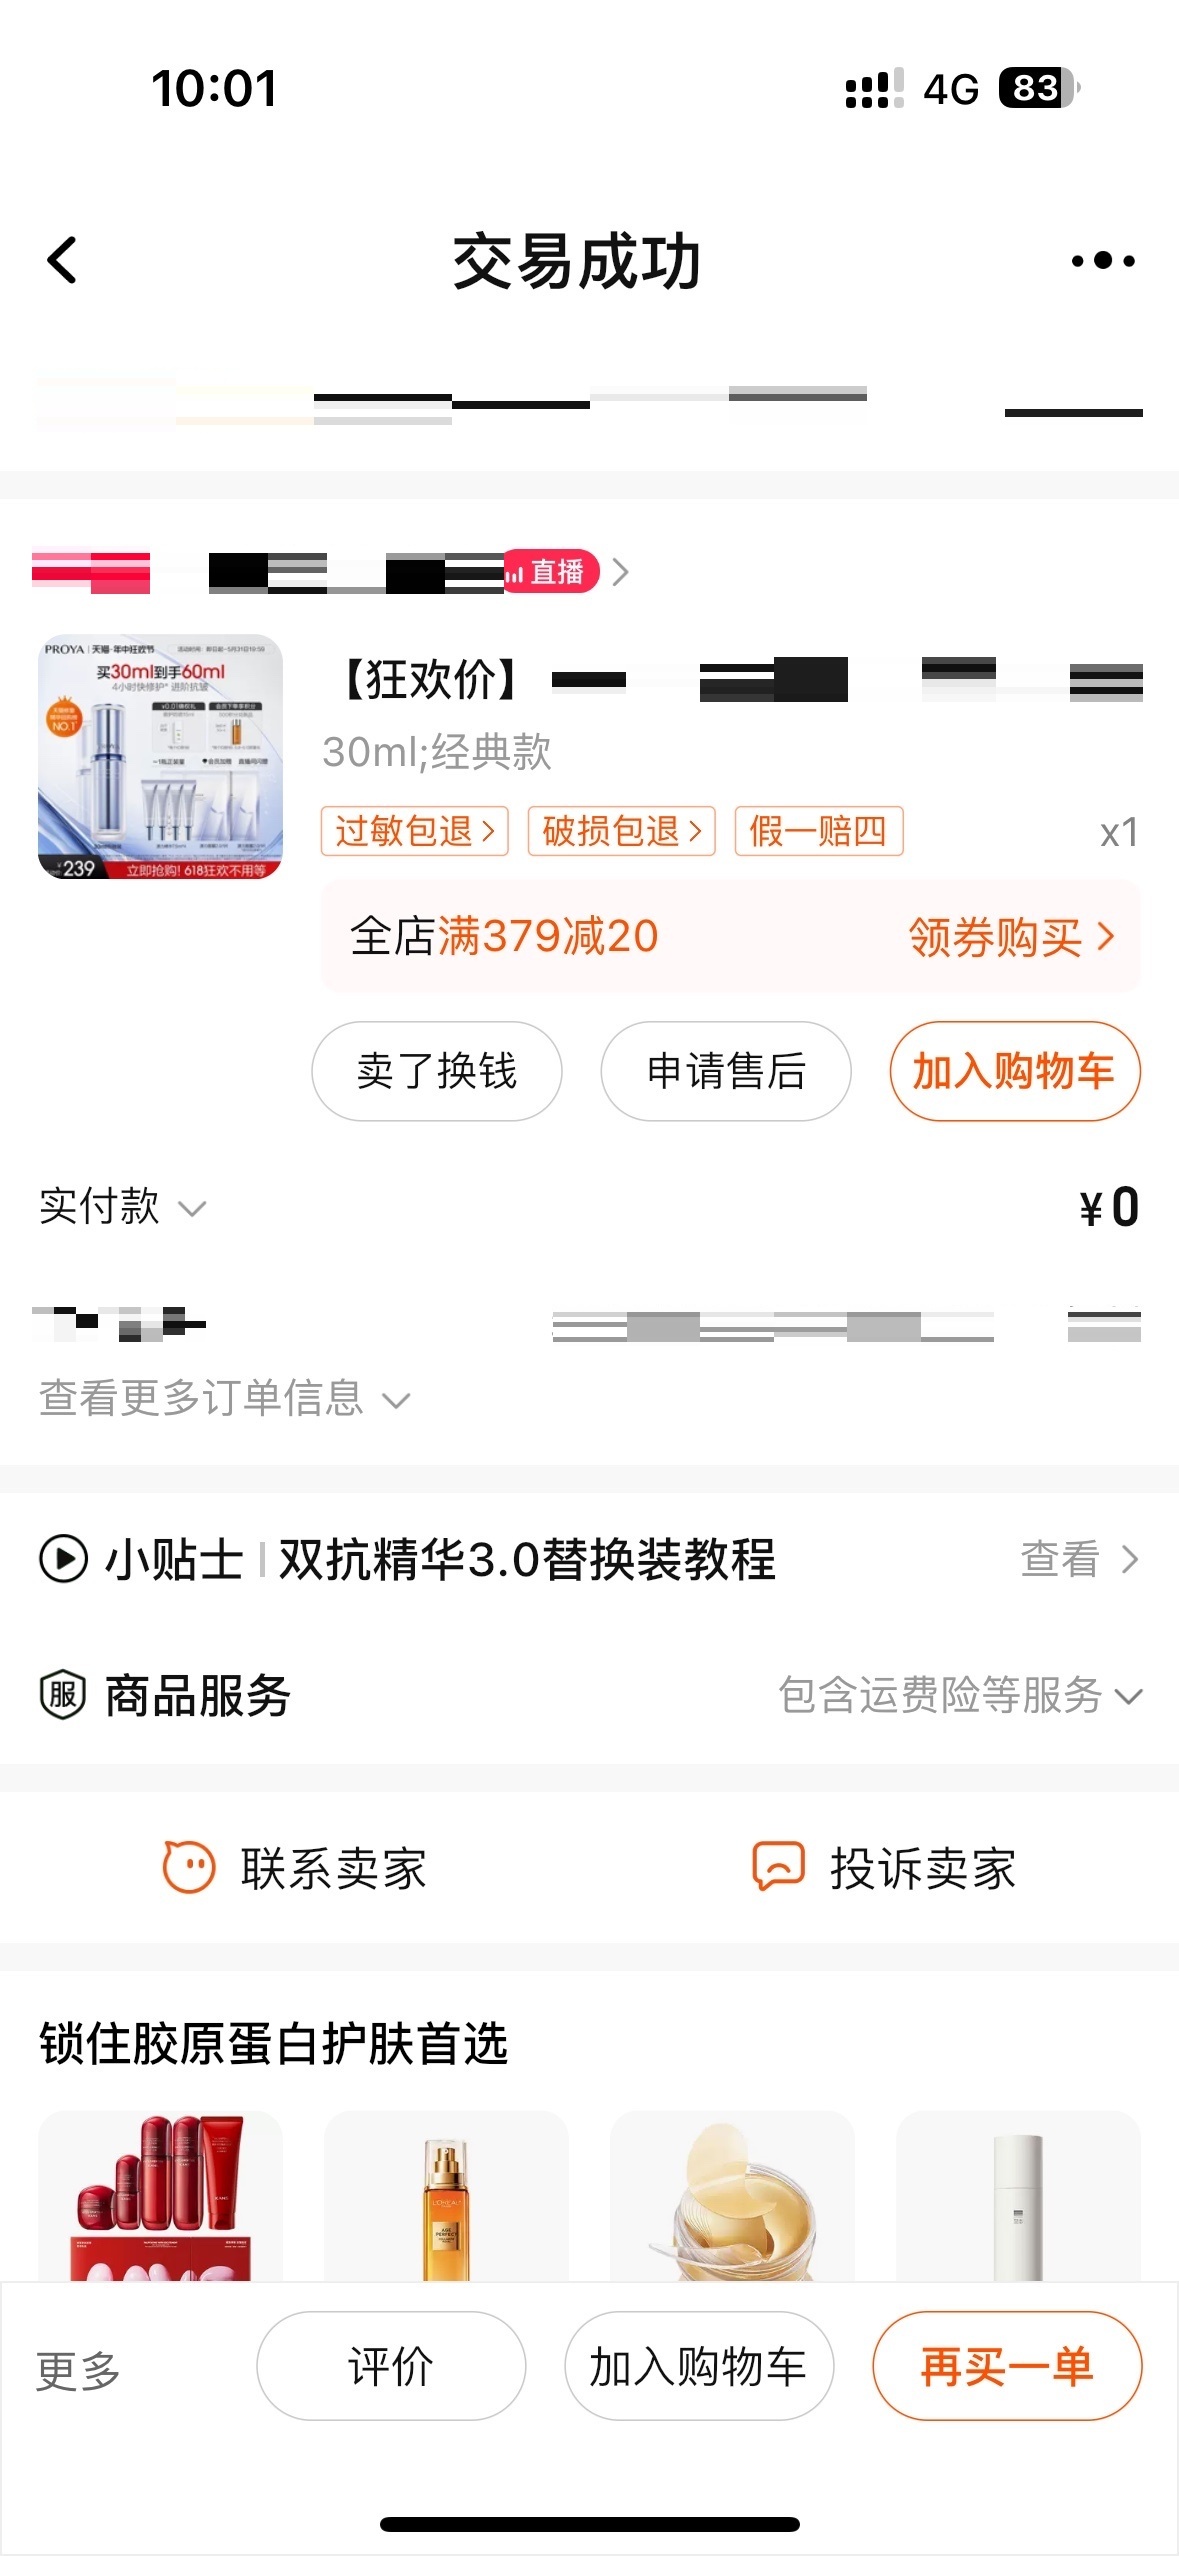 10:01
4G 83
交易成功
直播
PROYA 天猫·年中狂欢节
买30ml到手60ml
4小时快修护* 进阶抗皱
NO.1
239 立即抢购! 618狂欢不用等
【狂欢价】
30ml;经典款
过敏包退 破损包退 假一赔四 x1
全店满379减20 领券购买
卖了换钱 申请售后 加入购物车
实付款 ¥0
查看更多订单信息
小贴士 双抗精华3.0替换装教程 查看
服 商品服务 包含运费险等服务
联系卖家 投诉卖家
锁住胶原蛋白护肤首选
更多 评价 加入购物车 再买一单